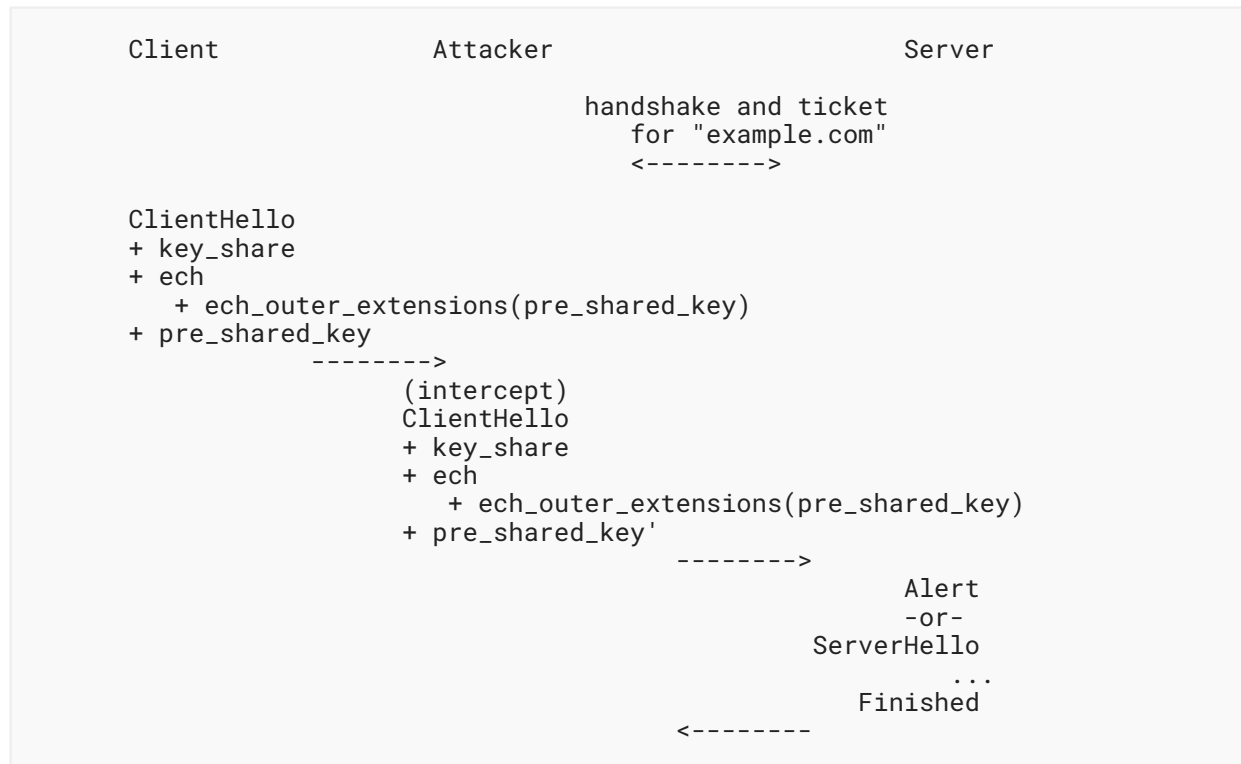 Client Attacker Server
handshake and ticket
for "example.com"
<-------->
ClientHello
+ key_share
+ ech
+ ech_outer_extensions(pre_shared_key)
+ pre_shared_key
-------->
(intercept)
ClientHello
+ key_share
+ ech
+ ech_outer_extensions(pre_shared_key)
+ pre_shared_key'
-------->
Alert
-or-
ServerHello
...
Finished
<--------